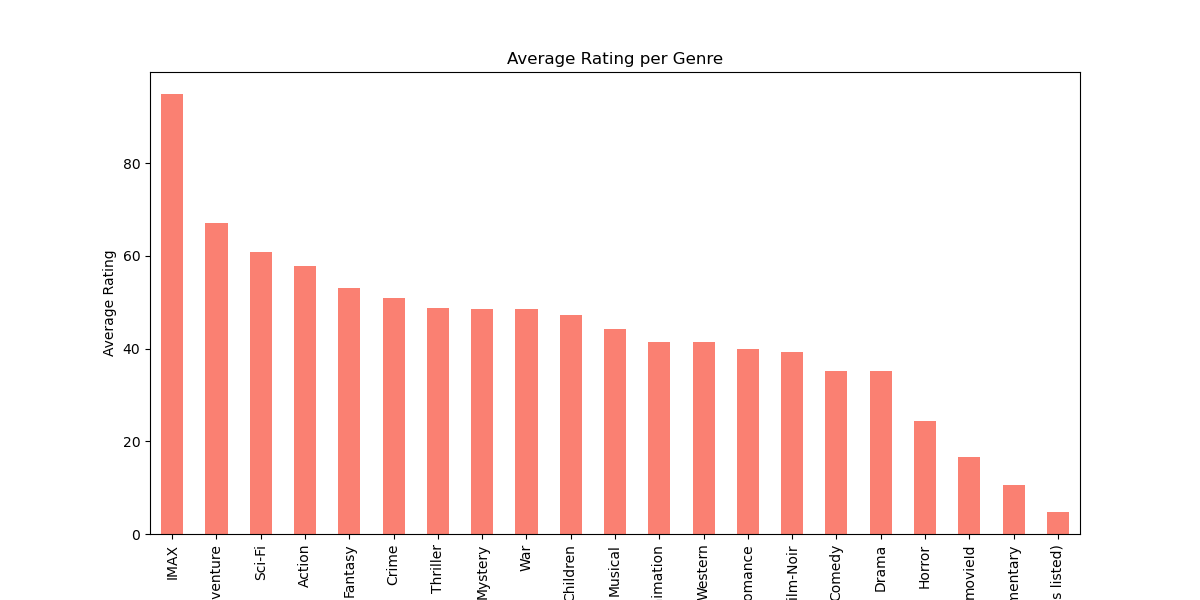 Average Rating per Genre
Average Rating
80
60
40
20
0
IMAX
venture
Sci-Fi
Action
Fantasy
Crime
Thriller
Mystery
War
Children
Musical
imation
Western
omance
ilm-Noir
Comedy
Drama
Horror
movieId
mentary
s listed)